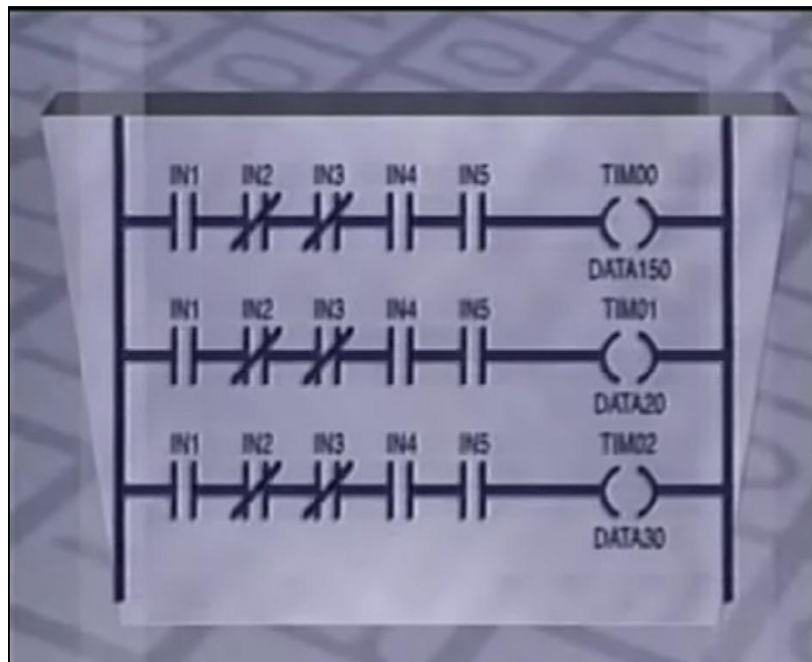 IN1 IN2 IN3 IN4 IN5 TIM00
DATA150
IN1 IN2 IN3 IN4 IN5 TIM01
DATA20
IN1 IN2 IN3 IN4 IN5 TIM02
DATA30